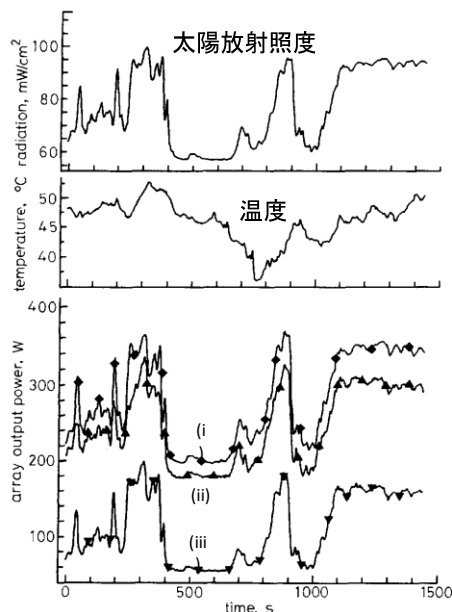 太陽放射照度
radiation, mW/cm²
100
80
60
温度
temperature, °C
50
45
40
array output power, W
400
300
200
100
(i
(ii)
(iii
0
500
1000
1500
time, s